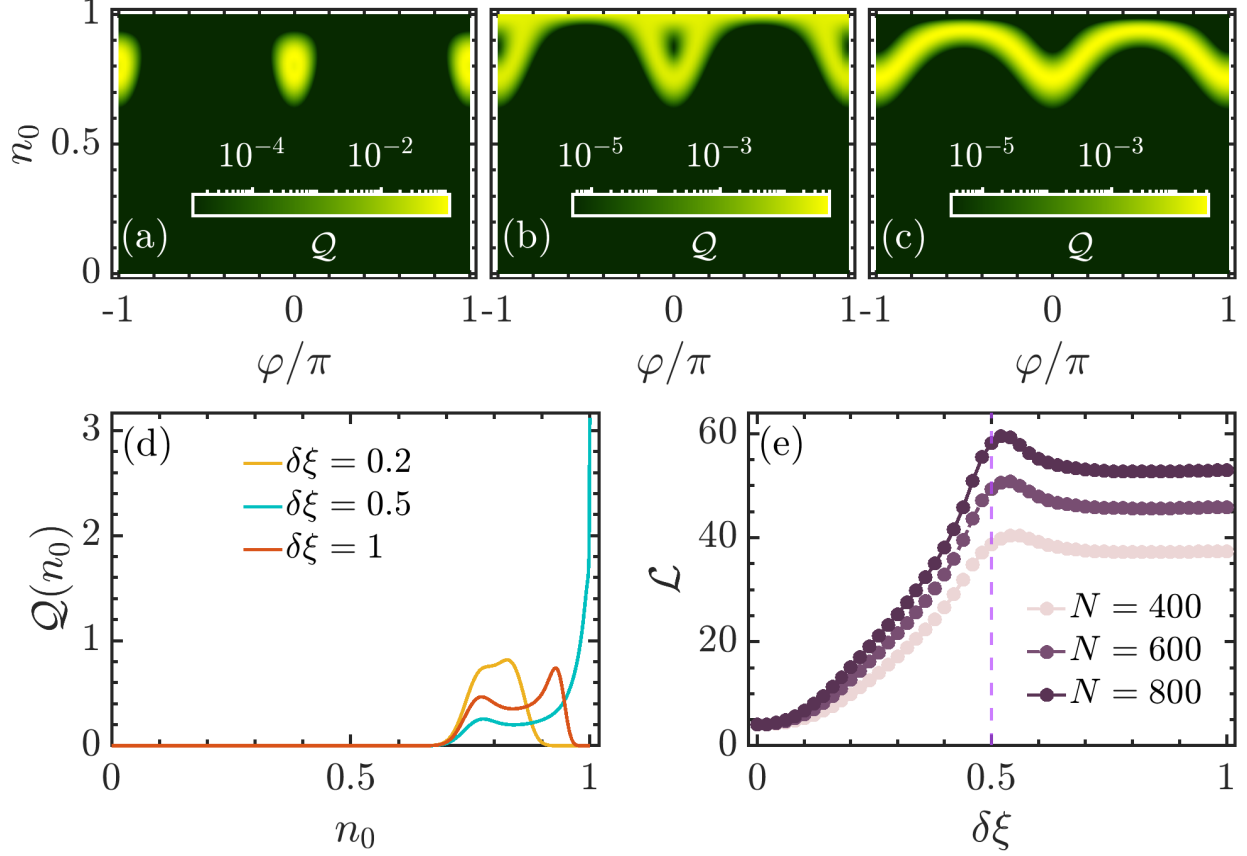 1
0.5
0
n₀
10⁻⁴ 10⁻²
(a) 𝒬
-1 0 1
φ/π
10⁻⁵ 10⁻³
(b) 𝒬
-1 0 1
φ/π
10⁻⁵ 10⁻³
(c) 𝒬
-1 0 1
φ/π
3
2
1
0
𝒬(n₀)
(d)
δξ = 0.2
δξ = 0.5
δξ = 1
0 0.5 1
n₀
60
40
20
0
ℒ
(e)
N = 400
N = 600
N = 800
0 0.5 1
δξ